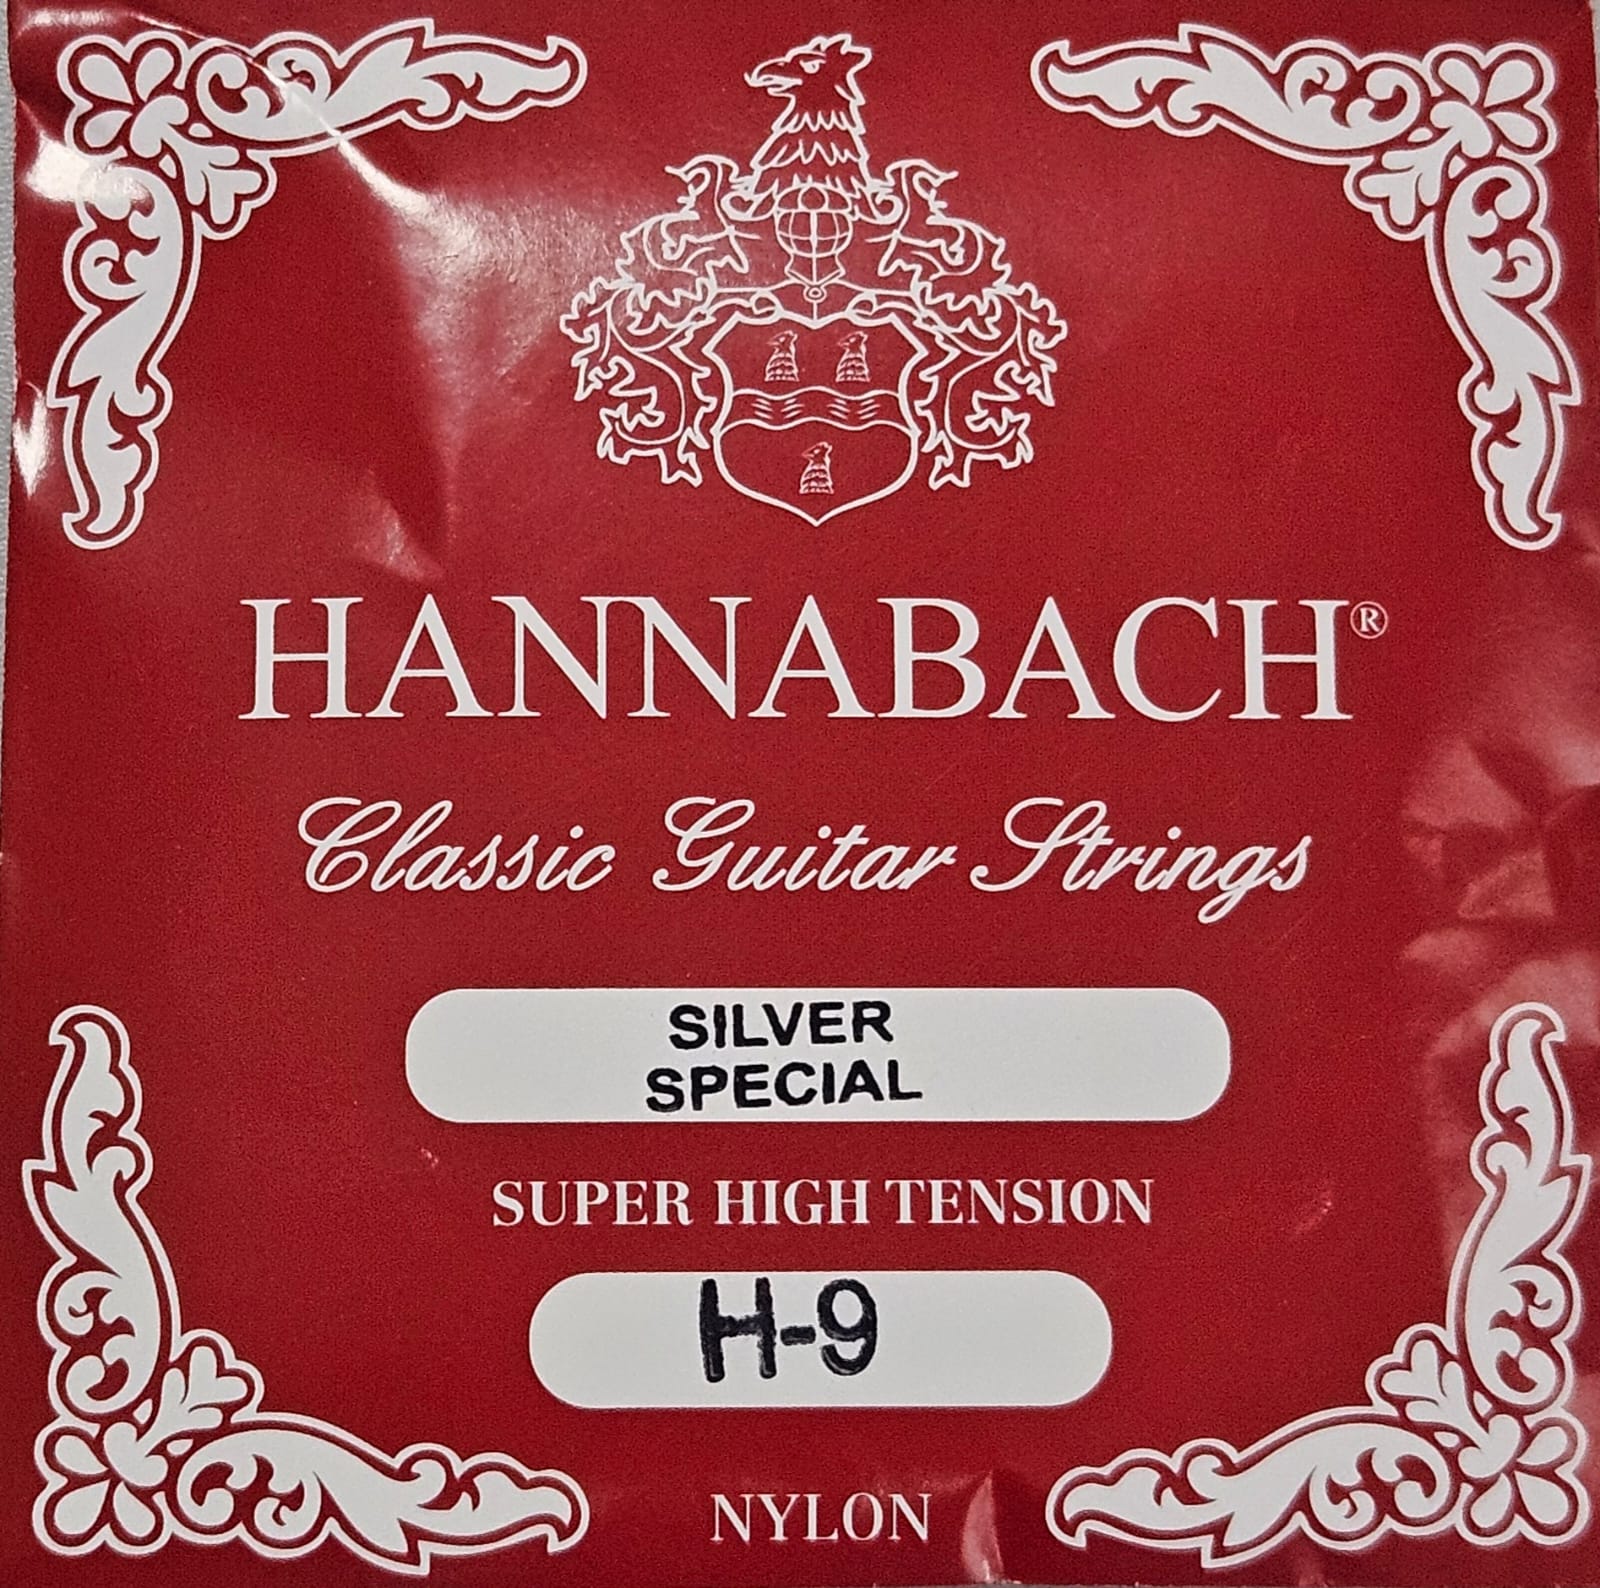 HANNABACH®
Classic Guitar Strings
SILVER
SPECIAL
SUPER HIGH TENSION
H-9
NYLON